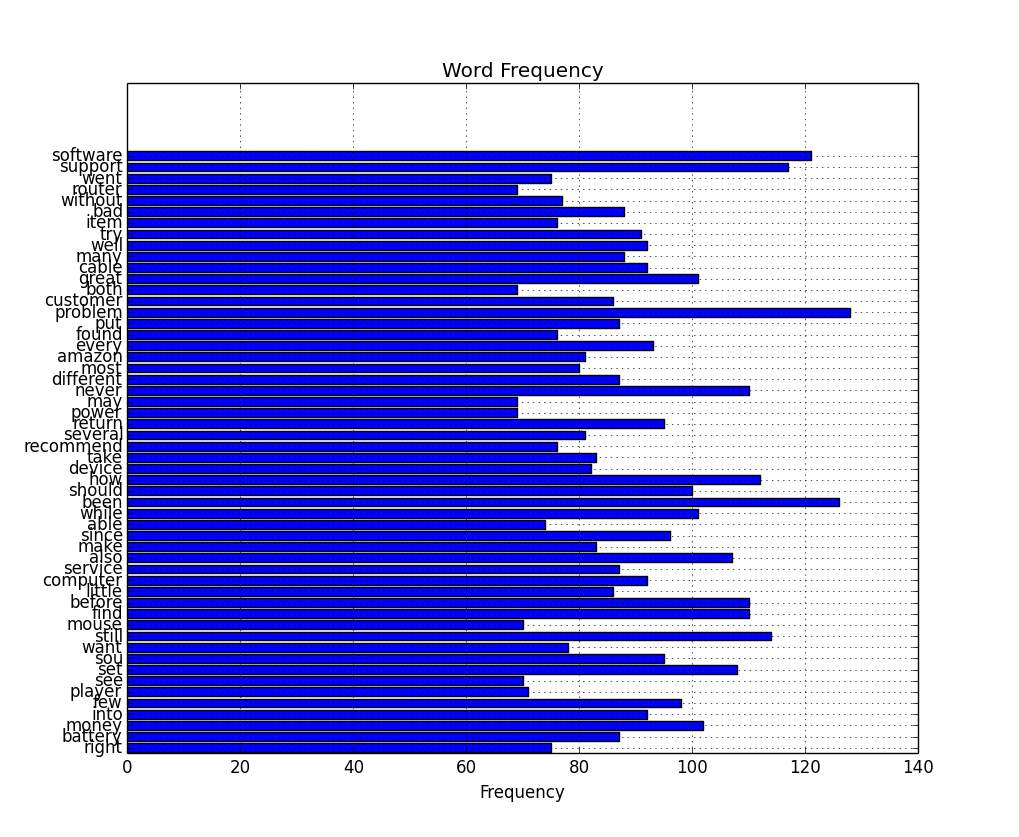 Word Frequency
software
support
went
router
without
bad
item
try
well
many
cable
great
both
customer
problem
put
found
every
amazon
most
different
never
may
power
return
several
recommend
take
device
how
should
been
while
able
since
make
also
service
computer
little
before
find
mouse
still
want
sou
set
see
player
few
into
money
battery
right
0 20 40 60 80 100 120 140
Frequency